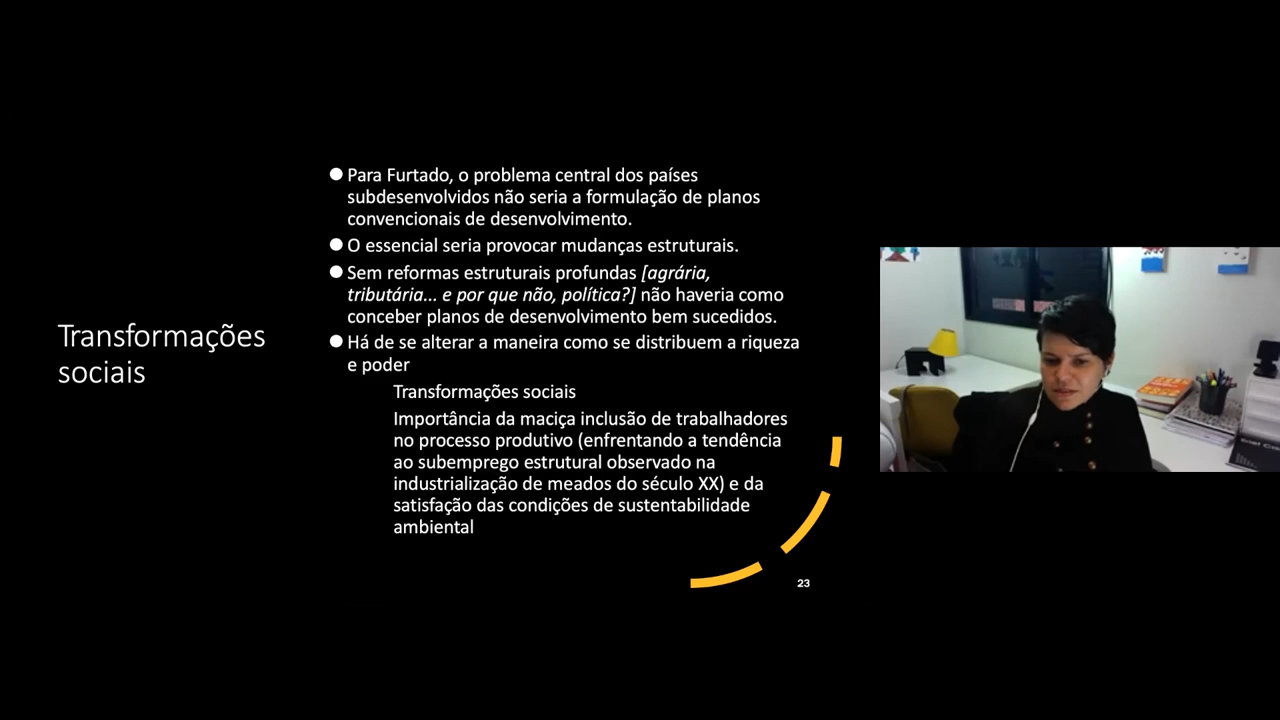 Transformações
sociais
● Para Furtado, o problema central dos países
subdesenvolvidos não seria a formulação de planos
convencionais de desenvolvimento.
● O essencial seria provocar mudanças estruturais.
● Sem reformas estruturais profundas [agrária,
tributária... e por que não, política?] não haveria como
conceber planos de desenvolvimento bem sucedidos.
● Há de se alterar a maneira como se distribuem a riqueza
e poder
Transformações sociais
Importância da maciça inclusão de trabalhadores
no processo produtivo (enfrentando a tendência
ao subemprego estrutural observado na
industrialização de meados do século XX) e da
satisfação das condições de sustentabilidade
ambiental
23